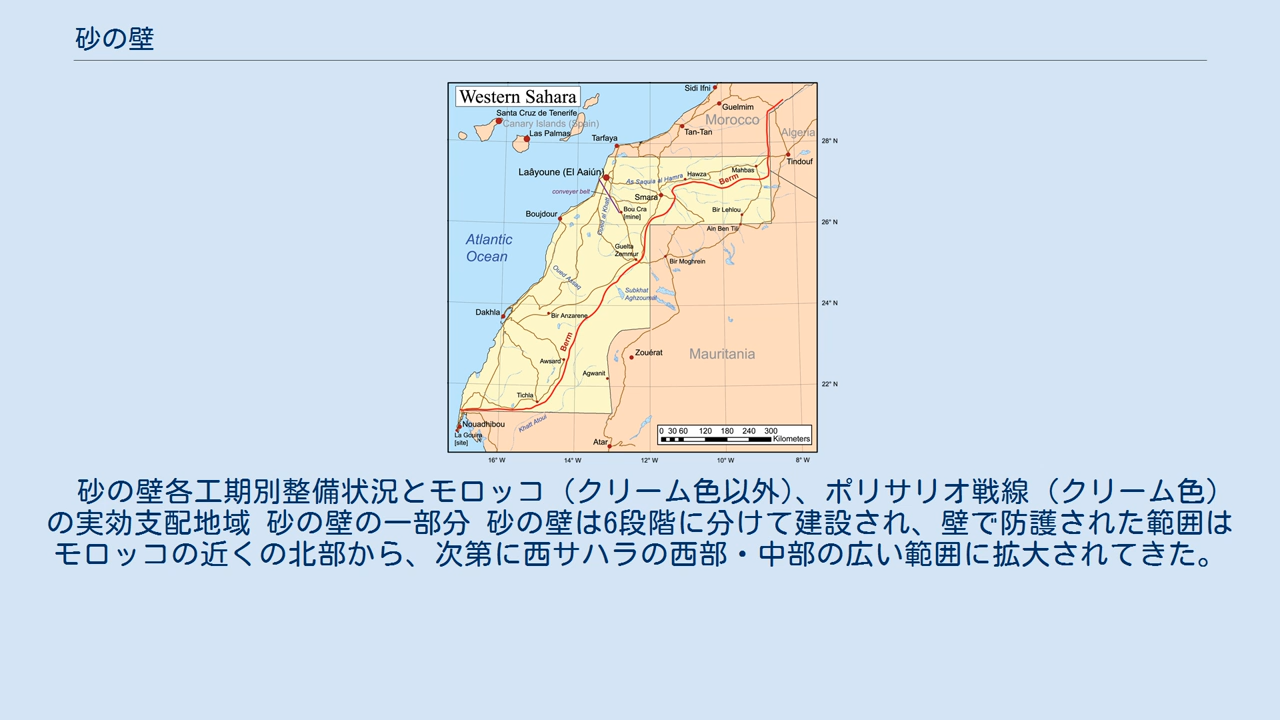 砂の壁
Western Sahara
Sidi Ifni
Guelmim
Santa Cruz de Tenerife
Canary Islands (Spain)
Morocco
Las Palmas
Tan-Tan
Algeria
Tarfaya
28° N
Tindouf
Laâyoune (El Aaiún)
As Saquia al Hamra
Hawza
Mahbas
Berm
conveyer belt
Smara
Bou Cra
[mine]
Bir Lehlou
Boujdour
26° N
Ain Ben Tili
Atlantic
Ocean
Guelta
Zemmur
Bir Moghrein
Subkhat
Aghzoumal
24° N
Dakhla
Bir Anzarene
Berm
Zouérat
Mauritania
Awsard
Agwanit
22° N
Tichla
Khatt Atoui
Nouadhibou
La Goura
[site]
Atar
0 30 60 120 180 240 300
Kilometers
16° W 14° W 12° W 10° W 8° W
砂の壁各工期別整備状況とモロッコ（クリーム色以外）、ポリサリオ戦線（クリーム色）
の実効支配地域 砂の壁の一部分 砂の壁は6段階に分けて建設され、壁で防護された範囲は
モロッコの近くの北部から、次第に西サハラの西部・中部の広い範囲に拡大されてきた。